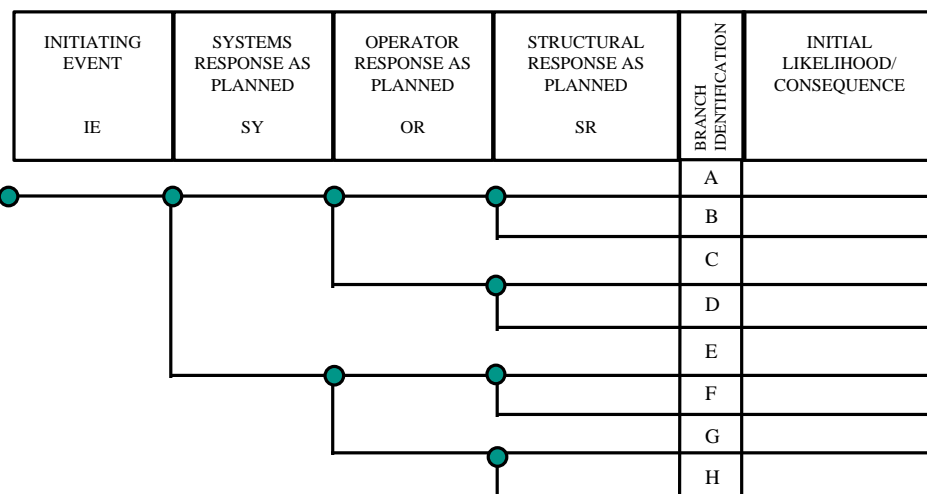 INITIATING
EVENT
IE
SYSTEMS
RESPONSE AS
PLANNED
SY
OPERATOR
RESPONSE AS
PLANNED
OR
STRUCTURAL
RESPONSE AS
PLANNED
SR
BRANCH
IDENTIFICATION
INITIAL
LIKELIHOOD/
CONSEQUENCE
A
B
C
D
E
F
G
H